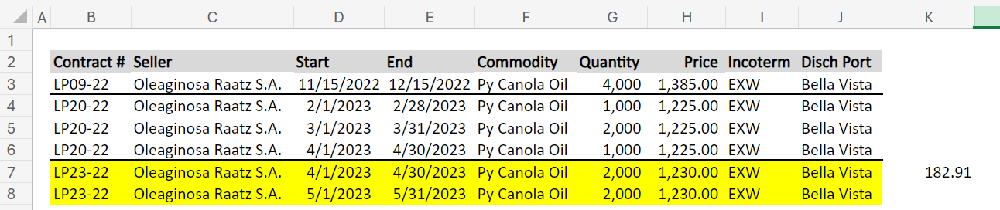 A B C D E F G H I J K
1
2 Contract # Seller Start End Commodity Quantity Price Incoterm Disch Port
3 LP09-22 Oleaginosa Raatz S.A. 11/15/2022 12/15/2022 Py Canola Oil 4,000 1,385.00 EXW Bella Vista
4 LP20-22 Oleaginosa Raatz S.A. 2/1/2023 2/28/2023 Py Canola Oil 1,000 1,225.00 EXW Bella Vista
5 LP20-22 Oleaginosa Raatz S.A. 3/1/2023 3/31/2023 Py Canola Oil 2,000 1,225.00 EXW Bella Vista
6 LP20-22 Oleaginosa Raatz S.A. 4/1/2023 4/30/2023 Py Canola Oil 1,000 1,225.00 EXW Bella Vista
7 LP23-22 Oleaginosa Raatz S.A. 4/1/2023 4/30/2023 Py Canola Oil 2,000 1,230.00 EXW Bella Vista 182.91
8 LP23-22 Oleaginosa Raatz S.A. 5/1/2023 5/31/2023 Py Canola Oil 2,000 1,230.00 EXW Bella Vista